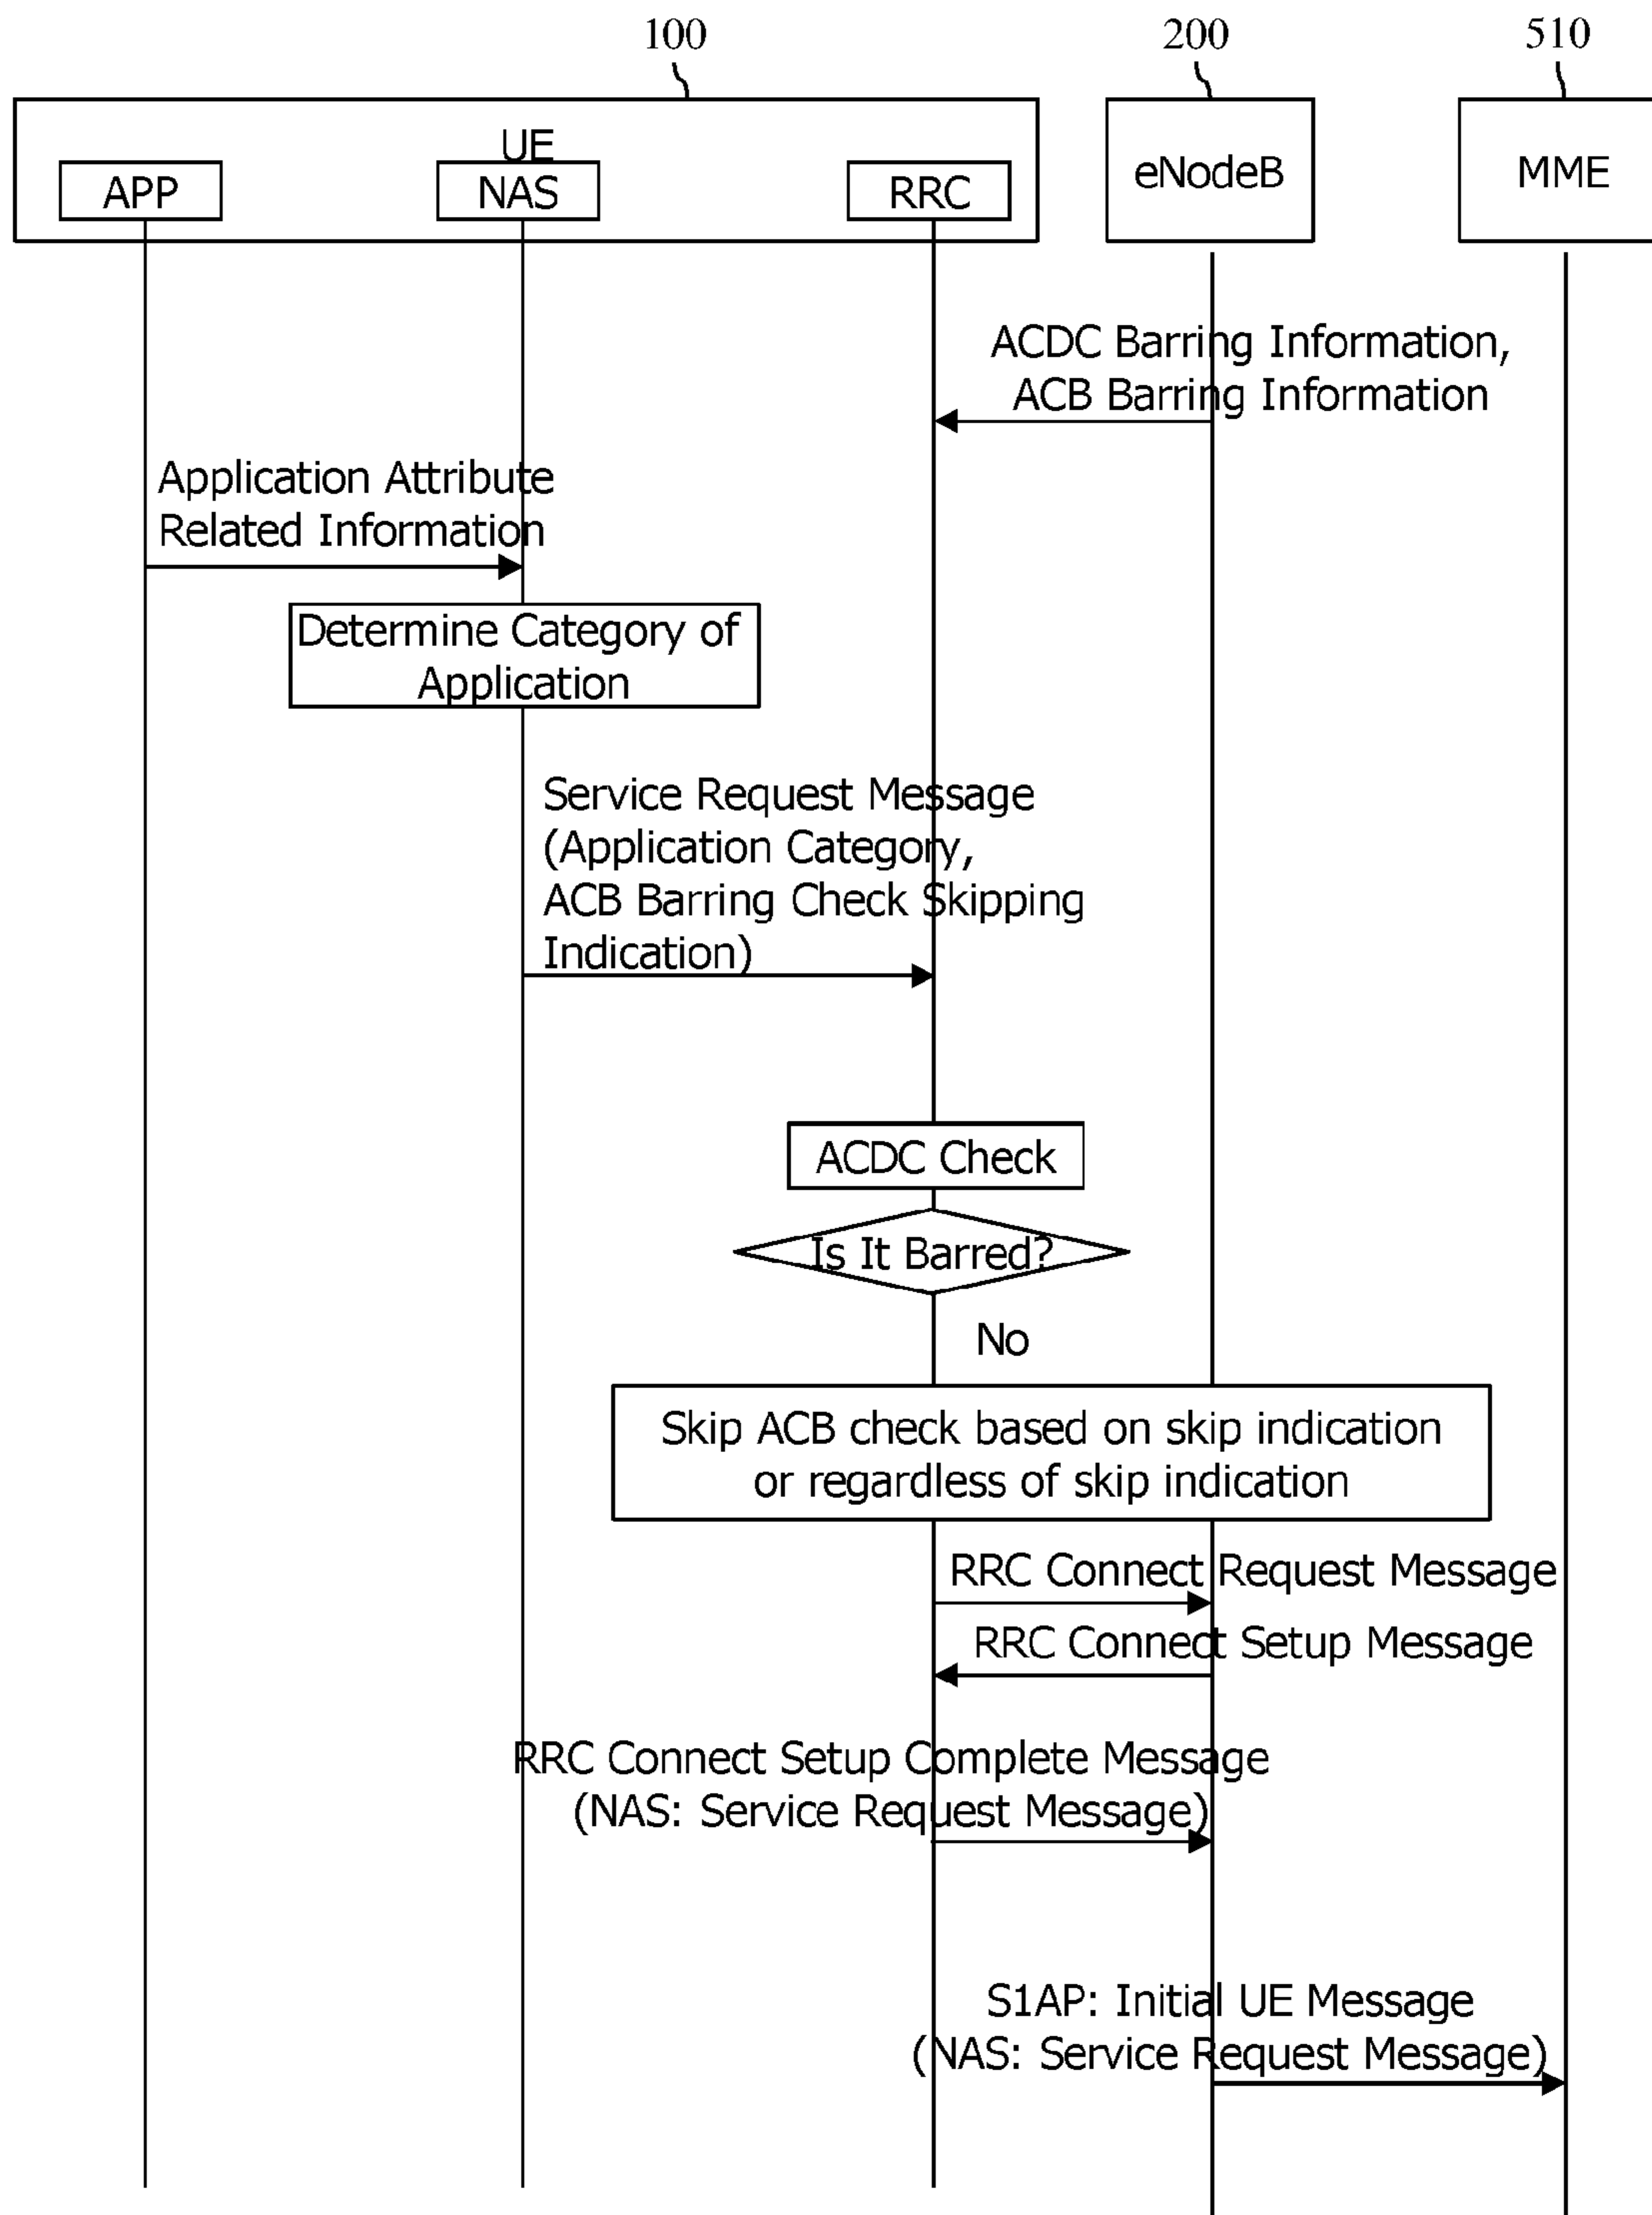 100
200
510
UE
APP
NAS
RRC
eNodeB
MME
ACDC Barring Information,
ACB Barring Information
Application Attribute
Related Information
Determine Category of
Application
Service Request Message
(Application Category,
ACB Barring Check Skipping
Indication)
ACDC Check
Is It Barred?
No
Skip ACB check based on skip indication
or regardless of skip indication
RRC Connect Request Message
RRC Connect Setup Message
RRC Connect Setup Complete Message
(NAS: Service Request Message)
S1AP: Initial UE Message
(NAS: Service Request Message)